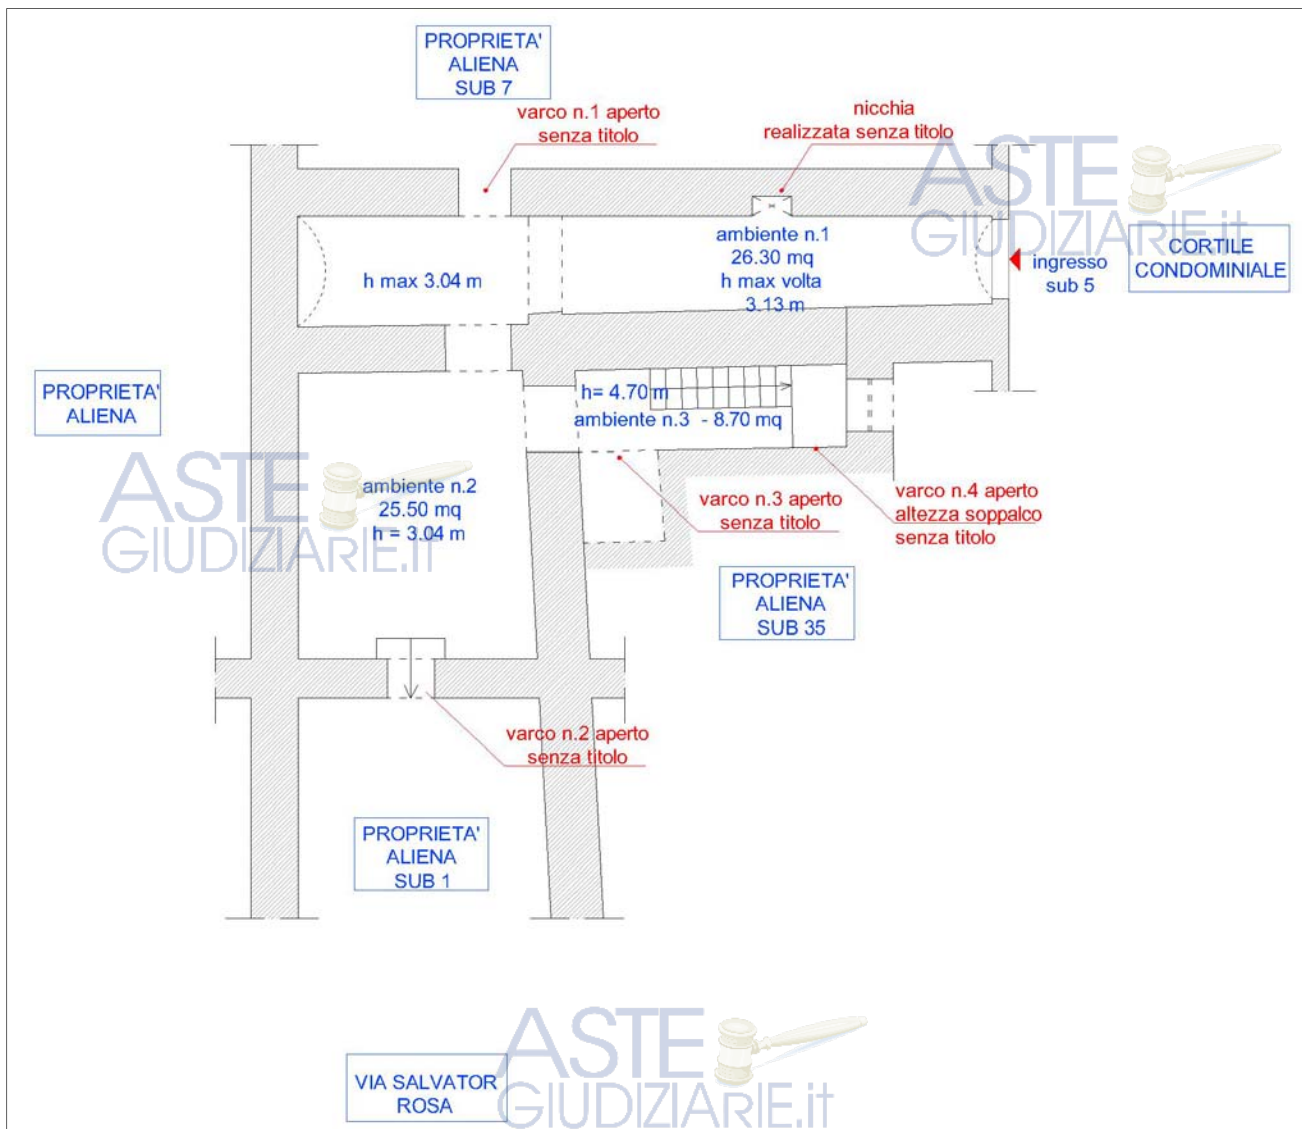 PROPRIETA'
ALIENA
SUB 7
varco n.1 aperto
senza titolo
nicchia
realizzata senza titolo
ASTE
GIUDIZIARIE.it
ambiente n.1
26.30 mq
h max volta
3.13 m
h max 3.04 m
ingresso
sub 5
CORTILE
CONDOMINIALE
PROPRIETA'
ALIENA
h= 4.70 m
ambiente n.3 - 8.70 mq
ASTE
GIUDIZIARIE.it
ambiente n.2
25.50 mq
h = 3.04 m
varco n.3 aperto
senza titolo
varco n.4 aperto
altezza soppalco
senza titolo
PROPRIETA'
ALIENA
SUB 35
varco n.2 aperto
senza titolo
PROPRIETA'
ALIENA
SUB 1
ASTE
GIUDIZIARIE.it
VIA SALVATOR
ROSA